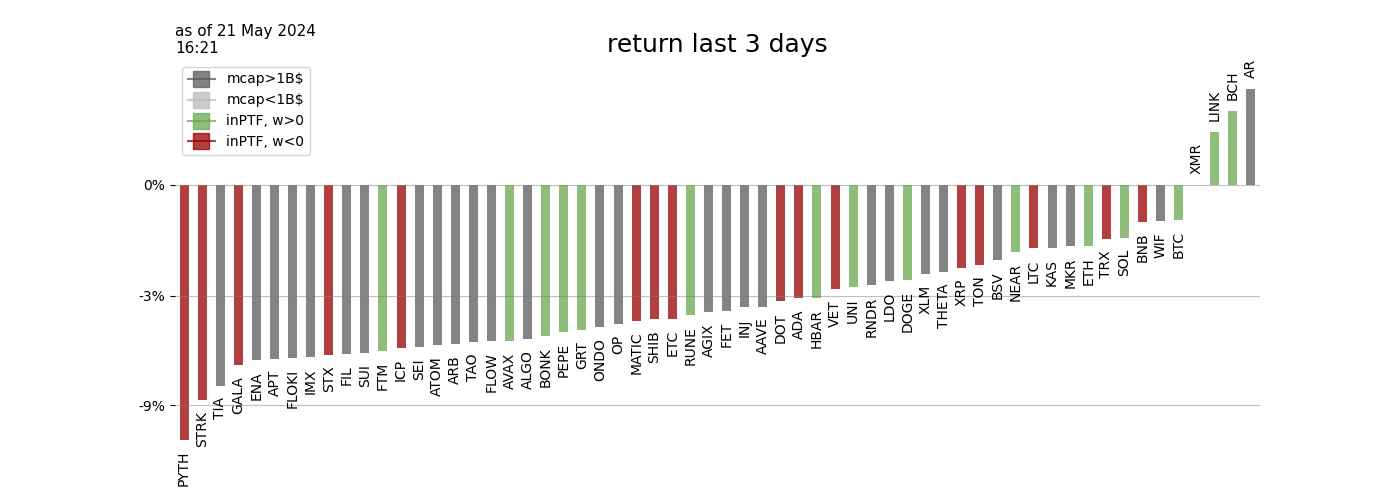 as of 21 May 2024
16:21
return last 3 days
mcap>1B$
mcap<1B$
inPTF, w>0
inPTF, w<0
0%
-3%
-9%
PYTH
STRK
TIA
GALA
ENA
APT
FLOKI
IMX
STX
FIL
SUI
FTM
ICP
SEI
ATOM
ARB
TAO
FLOW
AVAX
ALGO
BONK
PEPE
GRT
ONDO
OP
MATIC
SHIB
ETC
RUNE
AGIX
FET
INJ
AAVE
DOT
ADA
HBAR
VET
UNI
RNDR
LDO
DOGE
XLM
THETA
XRP
TON
BSV
NEAR
LTC
KAS
MKR
ETH
TRX
SOL
BNB
WIF
BTC
XMR
LINK
BCH
AR